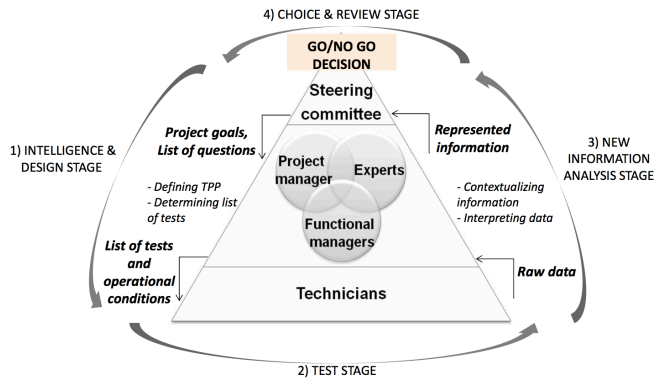 4) CHOICE & REVIEW STAGE
GO/NO GO
DECISION
Steering
committee
Project goals,
List of questions
Represented
information
1) INTELLIGENCE &
DESIGN STAGE
3) NEW
INFORMATION
ANALYSIS STAGE
Project
manager
Experts
- Defining TPP
- Determining list
of tests
- Contextualizing
information
- Interpreting data
Functional
managers
List of tests
and
operational
conditions
Raw data
Technicians
2) TEST STAGE